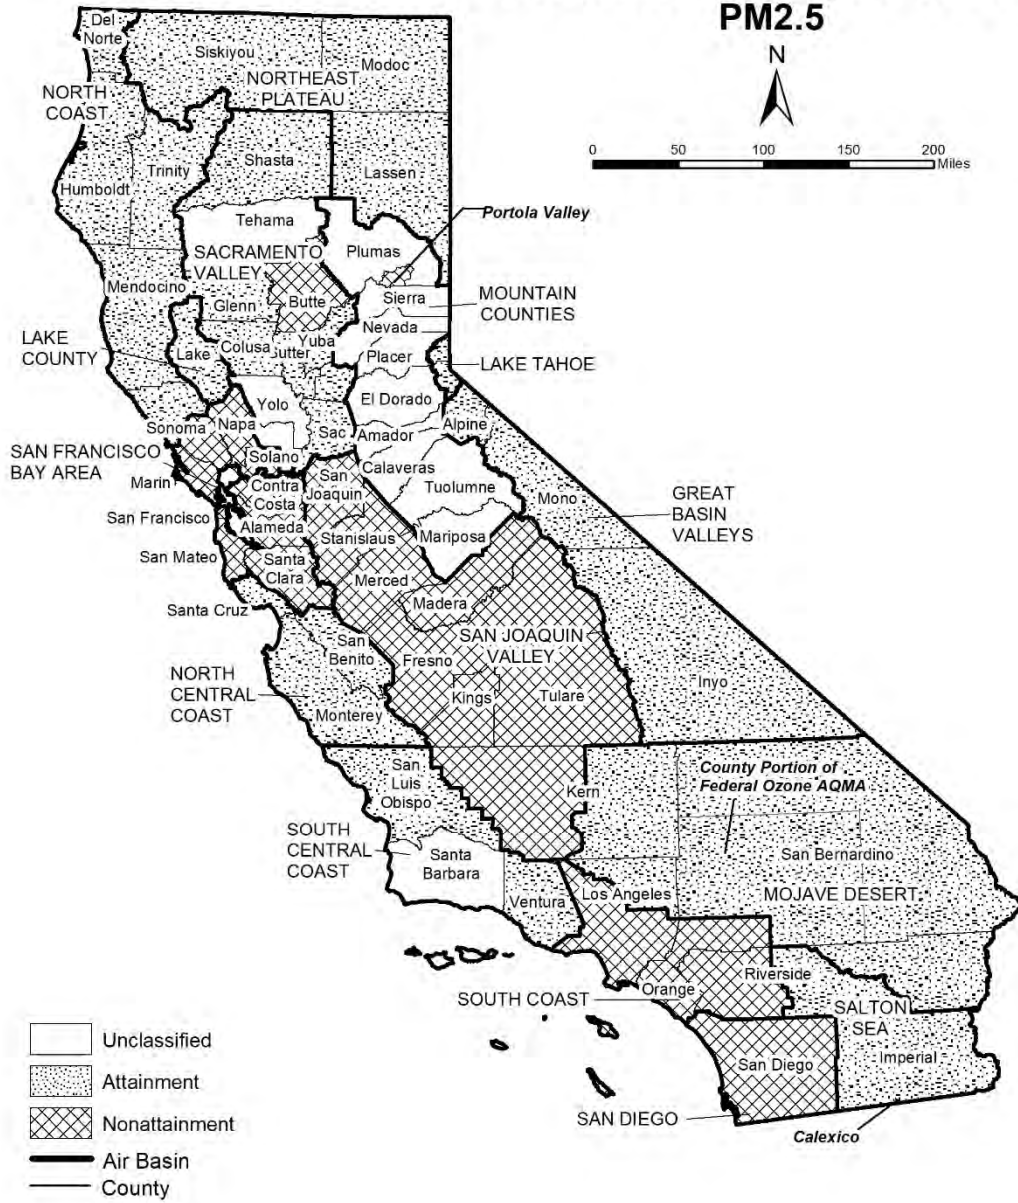 PM2.5
N
0 50 100 150 200
Miles
Del
Norte
Siskiyou
Modoc
NORTHEAST
PLATEAU
NORTH
COAST
Shasta
Trinity
Lassen
Humboldt
Portola Valley
Tehama
Plumas
SACRAMENTO
VALLEY
Mendocino
Butte
Sierra
MOUNTAIN
COUNTIES
Glenn
Nevada
Yuba
LAKE
COUNTY
Lake
Colusa
utter
Placer
LAKE TAHOE
El Dorado
Yolo
Sonoma
Napa
Sac
Amador
Alpine
SAN FRANCISCO
BAY AREA
Solano
Calaveras
Marin
Contra
Costa
San
Joaquin
Tuolumne
Mono
GREAT
BASIN
VALLEYS
San Francisco
Alameda
Stanislaus
Mariposa
San Mateo
Santa
Clara
Merced
Madera
Santa Cruz
SAN JOAQUIN
VALLEY
San
Benito
Fresno
NORTH
CENTRAL
COAST
Kings
Tulare
Inyo
Monterey
San
Luis
Obispo
Kern
County Portion of
Federal Ozone AQMA
SOUTH
CENTRAL
COAST
Santa
Barbara
San Bernardino
MOJAVE DESERT
Ventura
Los Angeles
Riverside
Orange
SOUTH COAST
SALTON
SEA
Imperial
San Diego
SAN DIEGO
Calexico
Unclassified
Attainment
Nonattainment
Air Basin
County